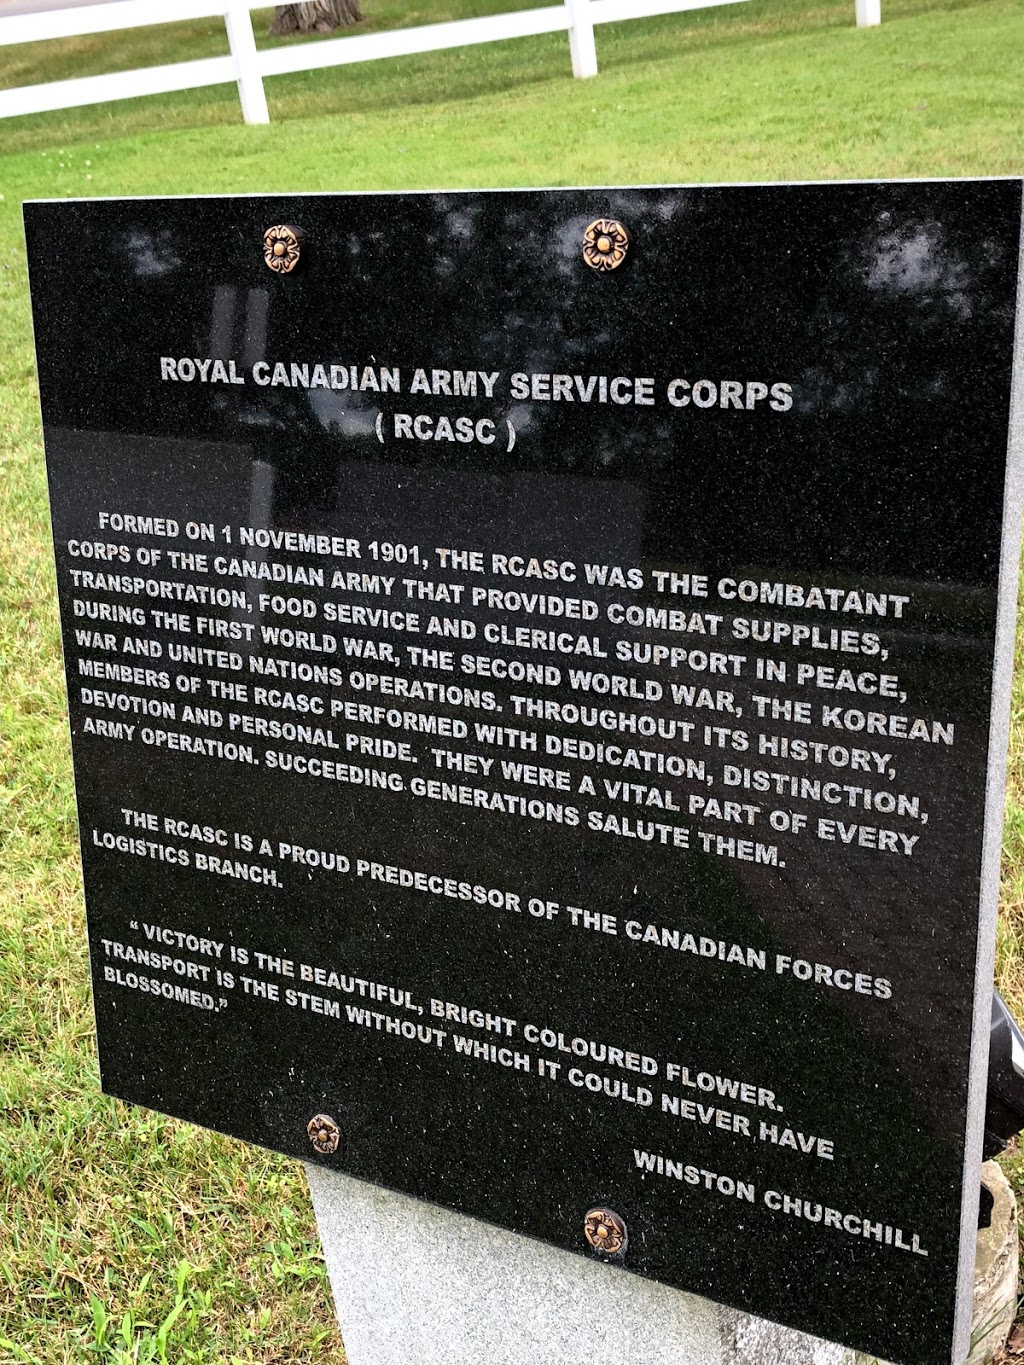 ROYAL CANADIAN ARMY SERVICE CORPS
( RCASC )
FORMED ON 1 NOVEMBER 1901, THE RCASC WAS THE COMBATANT
CORPS OF THE CANADIAN ARMY THAT PROVIDED COMBAT SUPPLIES,
TRANSPORTATION, FOOD SERVICE AND CLERICAL SUPPORT IN PEACE,
DURING THE FIRST WORLD WAR, THE SECOND WORLD WAR, THE KOREAN
WAR AND UNITED NATIONS OPERATIONS. THROUGHOUT ITS HISTORY,
MEMBERS OF THE RCASC PERFORMED WITH DEDICATION, DISTINCTION,
DEVOTION AND PERSONAL PRIDE. THEY WERE A VITAL PART OF EVERY
ARMY OPERATION. SUCCEEDING GENERATIONS SALUTE THEM.
THE RCASC IS A PROUD PREDECESSOR OF THE CANADIAN FORCES
LOGISTICS BRANCH.
“ VICTORY IS THE BEAUTIFUL, BRIGHT COLOURED FLOWER.
TRANSPORT IS THE STEM WITHOUT WHICH IT COULD NEVER HAVE
BLOSSOMED.”
WINSTON CHURCHILL